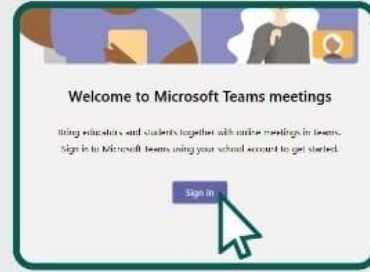 Welcome to Microsoft Teams meetings
Bring educators and students together with online meetings in Teams.
Sign in to Microsoft Teams using your school account to get started.
Sign in